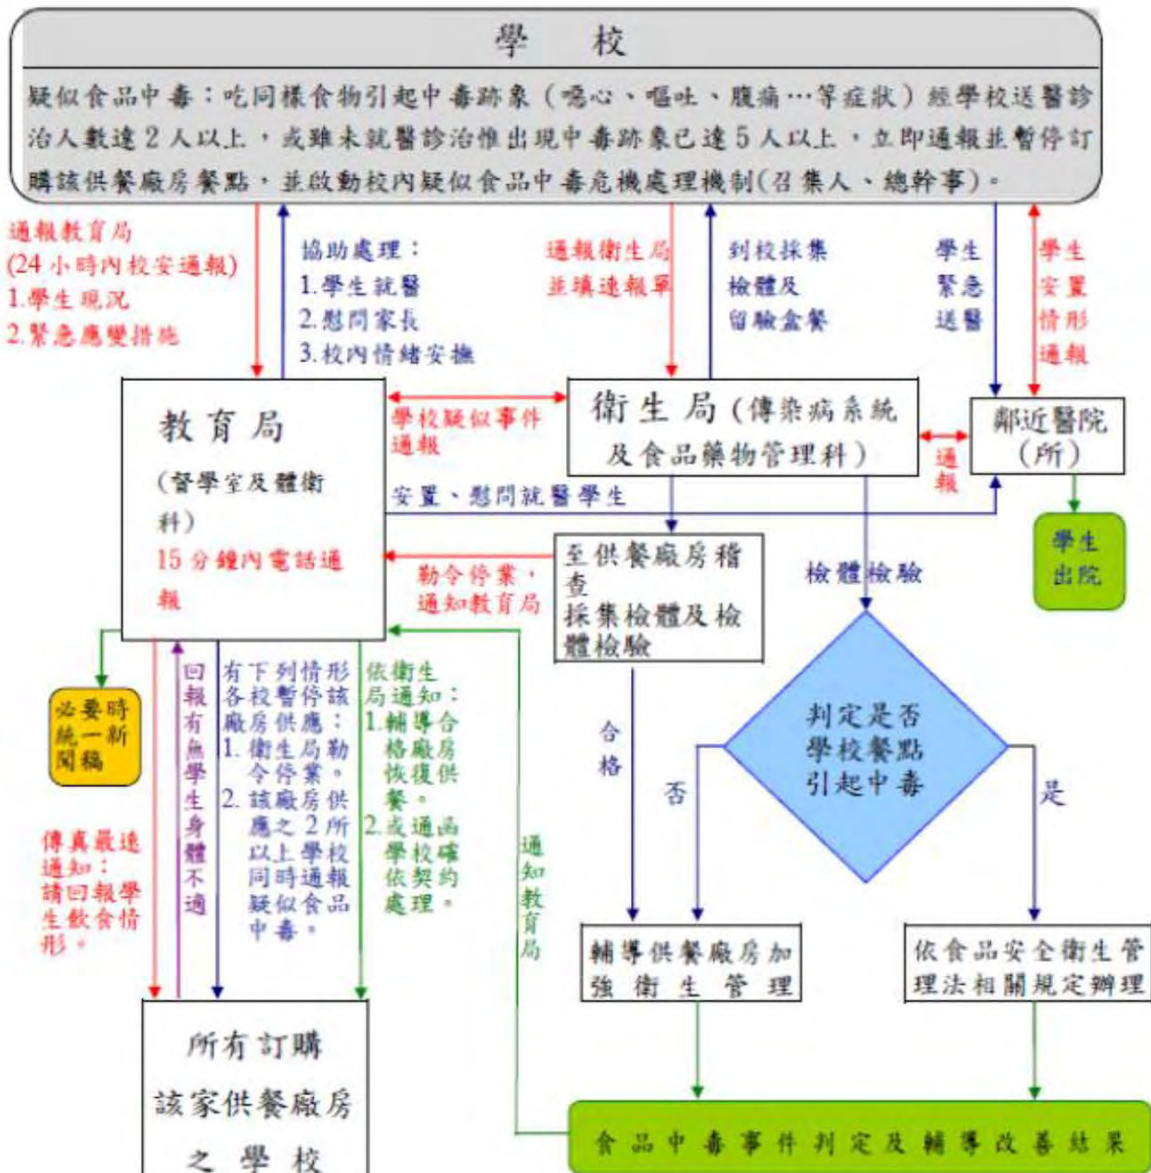 學 校
疑似食品中毒：吃同樣食物引起中毒跡象（噁心、嘔吐、腹痛…等症狀）經學校送醫診
治人數達2人以上，或雖未就醫診治惟出現中毒跡象已達5人以上，立即通報並暫停訂
購該供餐廠房餐點，並啟動校內疑似食品中毒危機處理機制(召集人、總幹事)。
通報教育局
(24小時內校安通報)
1.學生現況
2.緊急應變措施
協助處理：
1.學生就醫
2.慰問家長
3.校內情緒安撫
通報衛生局
並填速報單
到校採集
檢體及
留驗盒餐
學生
緊急
送醫
學生
安置
情形
通報
教育局
(督學室及體衛
科)
15分鐘內電話通
報
學校疑似事件
通報
衛生局(傳染病系統
及食品藥物管理科)
通報
鄰近醫院
(所)
安置、慰問就醫學生
學生
出院
勒令停業，
通知教育局
至供餐廠房稽
查
採集檢體及檢
體檢驗
檢體檢驗
必要時
統一新
聞稿
回報有無學生身體不適
有下列情形
各校暫停該
廠房供應：
1. 衛生局勒
令停業。
2. 該廠房供
應之2所
以上學校
同時通報
疑似食品
中毒。
依衛生
局通知：
1.輔導合
格廠房
恢復供
餐。
2.或通函
學校確
依契約
處理。
合格
判定是否
學校餐點
引起中毒
否
是
傳真最速
通知：
請回報學
生飲食情
形。
通知教育局
輔導供餐廠房加
強衛生管理
依食品安全衛生管
理法相關規定辦理
所有訂購
該家供餐廠房
之學校
食品中毒事件判定及輔導改善結果